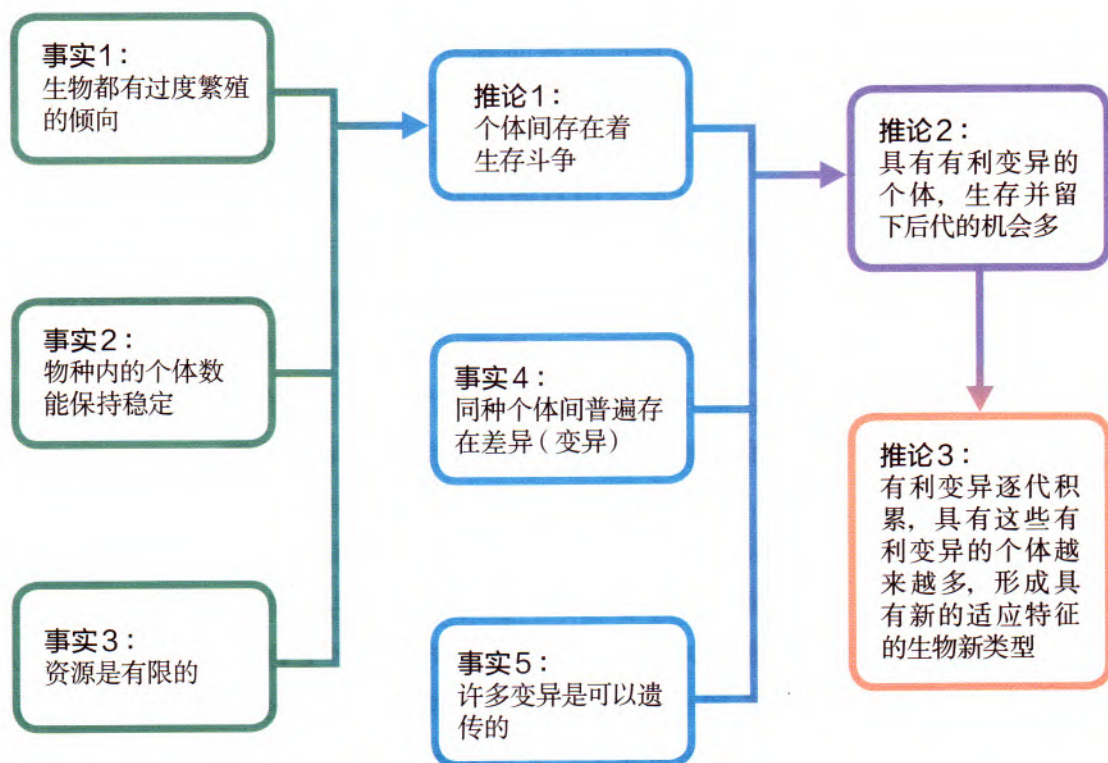 事实1：
生物都有过度繁殖
的倾向
事实2：
物种内的个体数
能保持稳定
事实3：
资源是有限的
推论1：
个体间存在着
生存斗争
事实4：
同种个体间普遍存
在差异（变异）
事实5：
许多变异是可以遗
传的
推论2：
具有有利变异的
个体，生存并留
下后代的机会多
推论3：
有利变异逐代积
累，具有这些有
利变异的个体越
来越多，形成具
有新的适应特征
的生物新类型